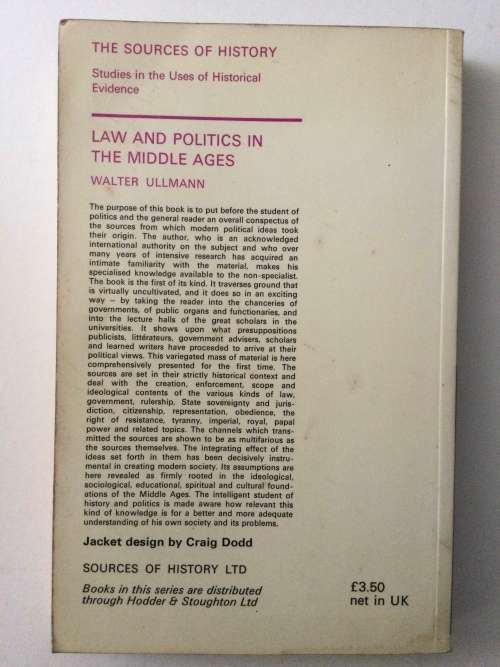 THE SOURCES OF HISTORY
Studies in the Uses of Historical
Evidence
LAW AND POLITICS IN
THE MIDDLE AGES
WALTER ULLMANN
The purpose of this book is to put before the student of
politics and the general reader an overall conspectus of
the sources from which modern political ideas took
their origin. The author, who is an acknowledged
international authority on the subject and who over
many years of intensive research has acquired an
intimate familiarity with the material, makes his
specialised knowledge available to the non-specialist.
The book is the first of its kind. It traverses ground that
is virtually uncultivated, and it does so in an exciting
way – by taking the reader into the chanceries of
governments, of public organs and functionaries, and
into the lecture halls of the great scholars in the
universities. It shows upon what presuppositions
publicists, littérateurs, government advisers, scholars
and learned writers have proceeded to arrive at their
political views. This variegated mass of material is here
comprehensively presented for the first time. The
sources are set in their strictly historical context and
deal with the creation, enforcement, scope and
ideological contents of the various kinds of law,
government, rulership. State sovereignty and juris-
diction, citizenship, representation, obedience, the
right of resistance, tyranny, imperial, royal, papal
power and related topics. The channels which trans-
mitted the sources are shown to be as multifarious as
the sources themselves. The integrating effect of the
ideas set forth in them has been decisively instru-
mental in creating modern society. Its assumptions are
here revealed as firmly rooted in the ideological,
sociological, educational, spiritual and cultural found-
ations of the Middle Ages. The intelligent student of
history and politics is made aware how relevant this
kind of knowledge is for a better and more adequate
understanding of his own society and its problems.
Jacket design by Craig Dodd
SOURCES OF HISTORY LTD
Books in this series are distributed
through Hodder & Stoughton Ltd
£3.50
net in UK